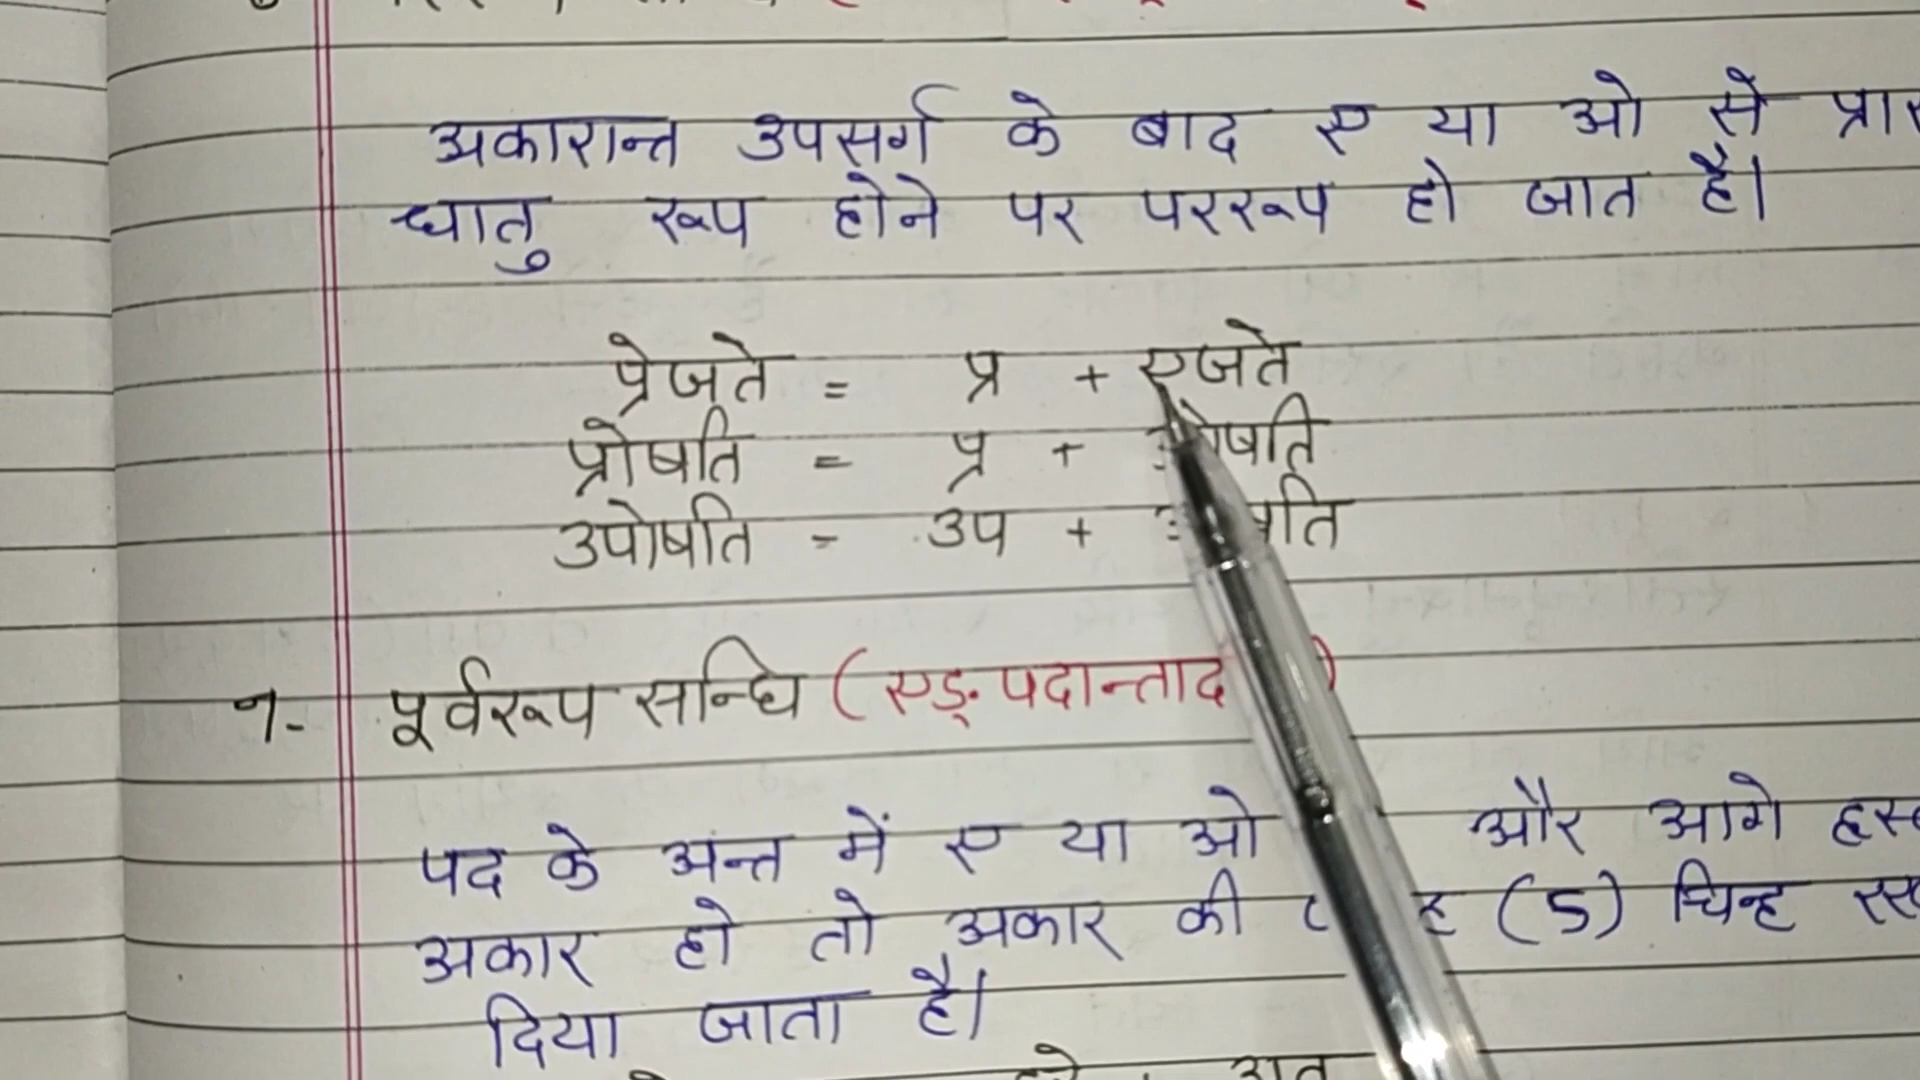 अकारान्त उपसर्ग के बाद ए या ओ से
धातु रूप होने पर पररूप हो जात है।
प्रेजते = प्र + एजते
प्रोषति = प्र +
उपोषति - उप +
१- पूर्वरूप सन्धि (एङ्पदान्ताद
पद के अन्त में ए या ओ और आगे
अकार हो तो अकार की (ऽ) चिन्ह
दिया जाता है।